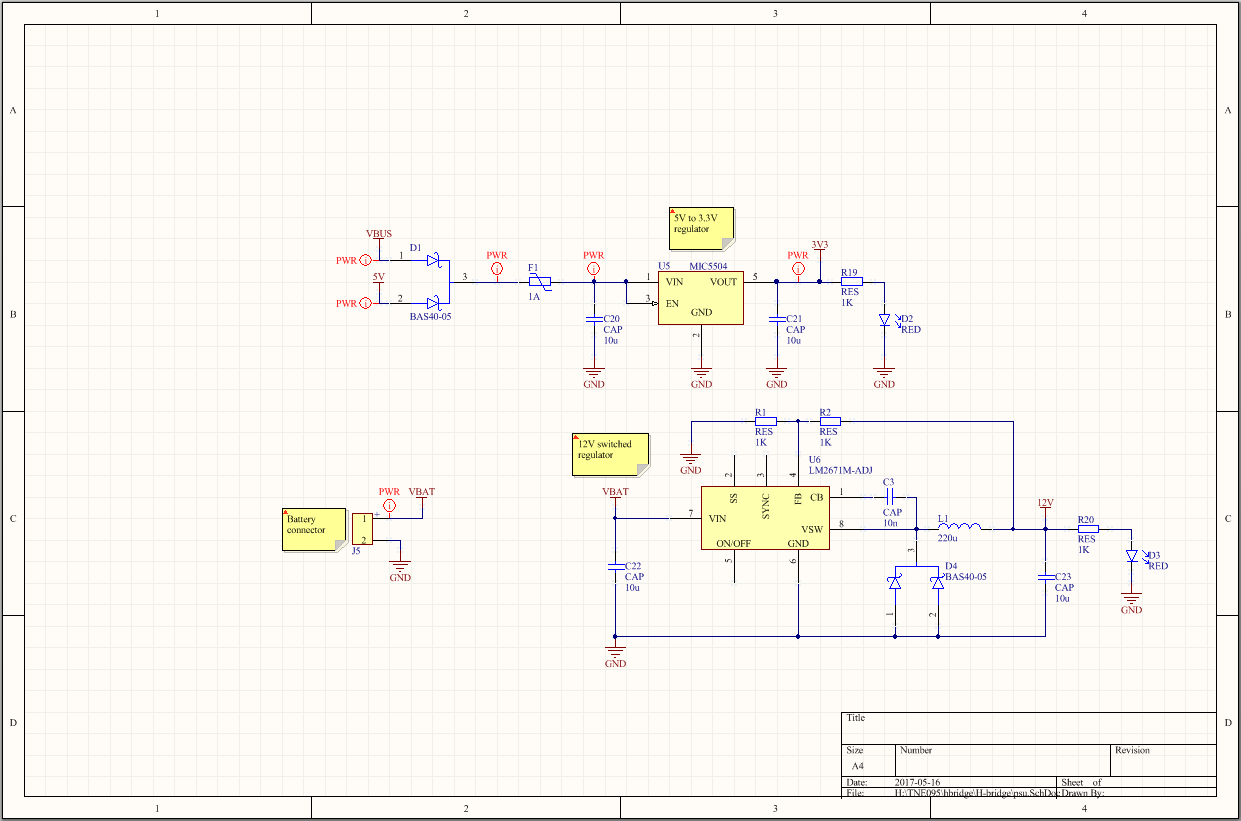 1 2 3 4
A A
B B
C C
D D
5V to 3.3V
regulator
VBUS
PWR
1
D1
5V
PWR
2
BAS40-05
3
PWR
F1
1A
PWR
C20
CAP
10u
GND
U5 MIC5504
1 VIN VOUT 5
3 EN
GND
2
GND
PWR
3V3
C21
CAP
10u
GND
R19
RES
1K
D2
RED
GND
12V switched
regulator
R1
RES
1K
R2
RES
1K
GND
U6
LM2671M-ADJ
2 3 4
SS SYNC FB CB 1
7 VIN VSW 8
ON/OFF GND
5 6
VBAT
C22
CAP
10u
GND
C3
CAP
10n
3
D4
BAS40-05
1 2
L1
220u
12V
C23
CAP
10u
R20
RES
1K
D3
RED
GND
Battery
connector
PWR
VBAT
+
1
2
J5
GND
Title
Size Number Revision
A4
Date: 2017-05-16 Sheet of
File: H:\TNE095\hbridge\H-bridge\psu.SchDoc Drawn By:
1 2 3 4